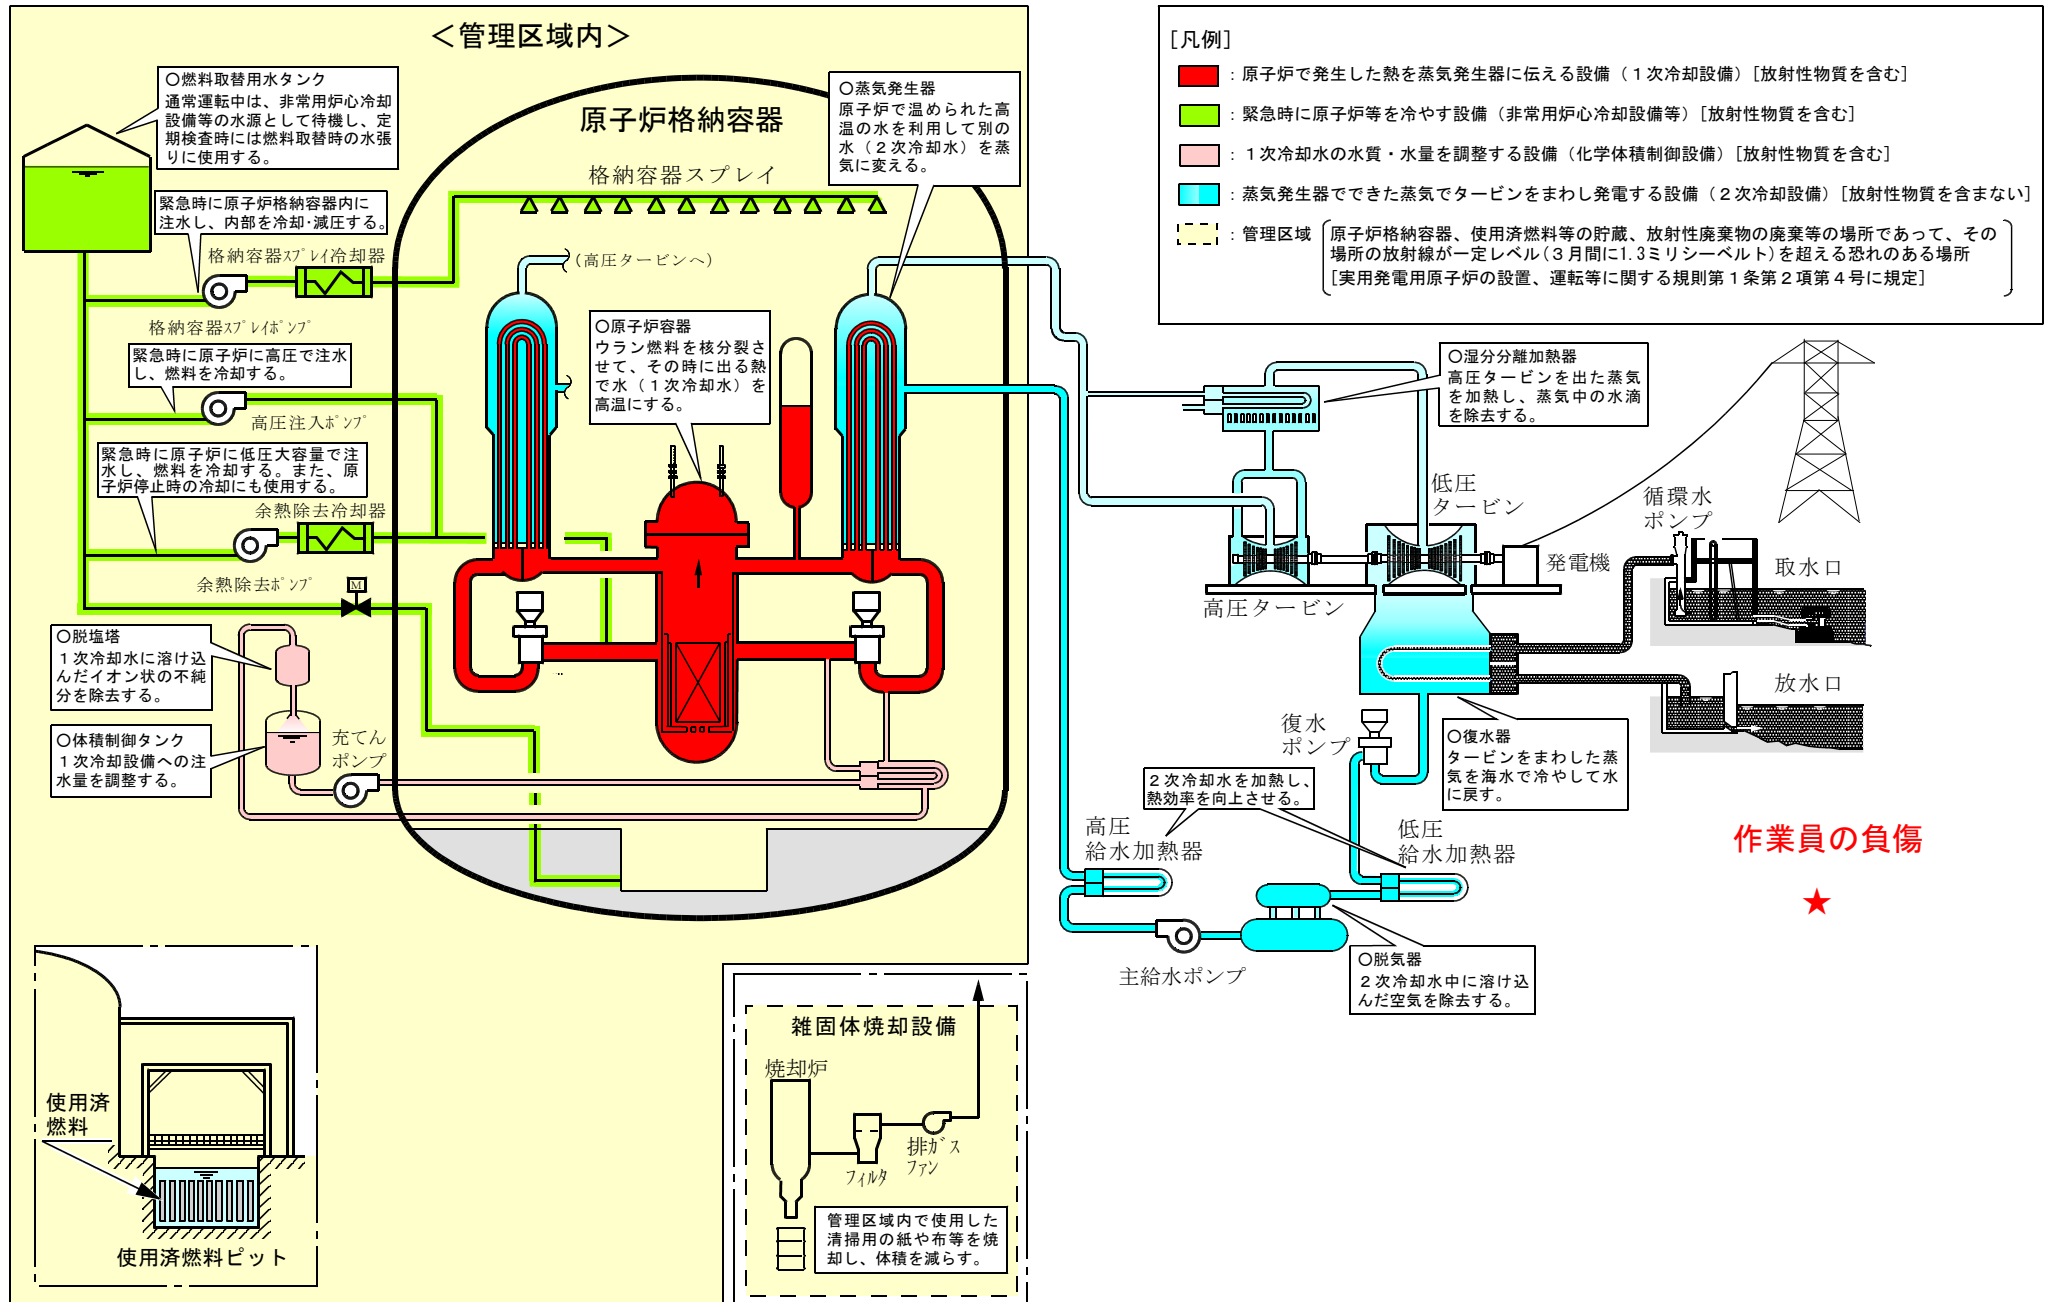 ＜管理区域内＞
○燃料取替用水タンク
通常運転中は、非常用炉心冷却
設備等の水源として待機し、定
期検査時には燃料取替時の水張
りに使用する。
緊急時に原子炉格納容器内に
注水し、内部を冷却･減圧する。
格納容器ｽﾌﾟﾚｲ冷却器
格納容器ｽﾌﾟﾚｲﾎﾟﾝﾌﾟ
緊急時に原子炉に高圧で注水
し、燃料を冷却する。
高圧注入ﾎﾟﾝﾌﾟ
緊急時に原子炉に低圧大容量で注
水し、燃料を冷却する。また、原
子炉停止時の冷却にも使用する。
余熱除去冷却器
余熱除去ﾎﾟﾝﾌﾟ
M
○脱塩塔
１次冷却水に溶け込
んだイオン状の不純
分を除去する。
○体積制御タンク
１次冷却設備への注
水量を調整する。
充てん
ポンプ
原子炉格納容器
格納容器スプレイ
○蒸気発生器
原子炉で温められた高
温の水を利用して別の
水（２次冷却水）を蒸
気に変える。
(高圧タービンへ)
○原子炉容器
ウラン燃料を核分裂さ
せて、その時に出る熱
で水（１次冷却水）を
高温にする。
使用済
燃料
使用済燃料ピット
雑固体焼却設備
焼却炉
フィルタ
排ｶﾞｽ
ファン
管理区域内で使用した
清掃用の紙や布等を焼
却し、体積を減らす。
［凡例］
：原子炉で発生した熱を蒸気発生器に伝える設備（１次冷却設備）［放射性物質を含む］
：緊急時に原子炉等を冷やす設備（非常用炉心冷却設備等）［放射性物質を含む］
：１次冷却水の水質・水量を調整する設備（化学体積制御設備）［放射性物質を含む］
：蒸気発生器でできた蒸気でタービンをまわし発電する設備（２次冷却設備）［放射性物質を含まない］
：管理区域
原子炉格納容器、使用済燃料等の貯蔵、放射性廃棄物の廃棄等の場所であって、その
場所の放射線が一定レベル(３月間に1.3ミリシーベルト)を超える恐れのある場所
［実用発電用原子炉の設置、運転等に関する規則第１条第２項第４号に規定］
○湿分分離加熱器
高圧タービンを出た蒸気
を加熱し、蒸気中の水滴
を除去する。
低圧
タービン
高圧タービン
発電機
循環水
ポンプ
取水口
放水口
復水
ポンプ
○復水器
タービンをまわした蒸
気を海水で冷やして水
に戻す。
２次冷却水を加熱し、
熱効率を向上させる。
高圧
給水加熱器
低圧
給水加熱器
主給水ポンプ
○脱気器
２次冷却水中に溶け込
んだ空気を除去する。
作業員の負傷
★